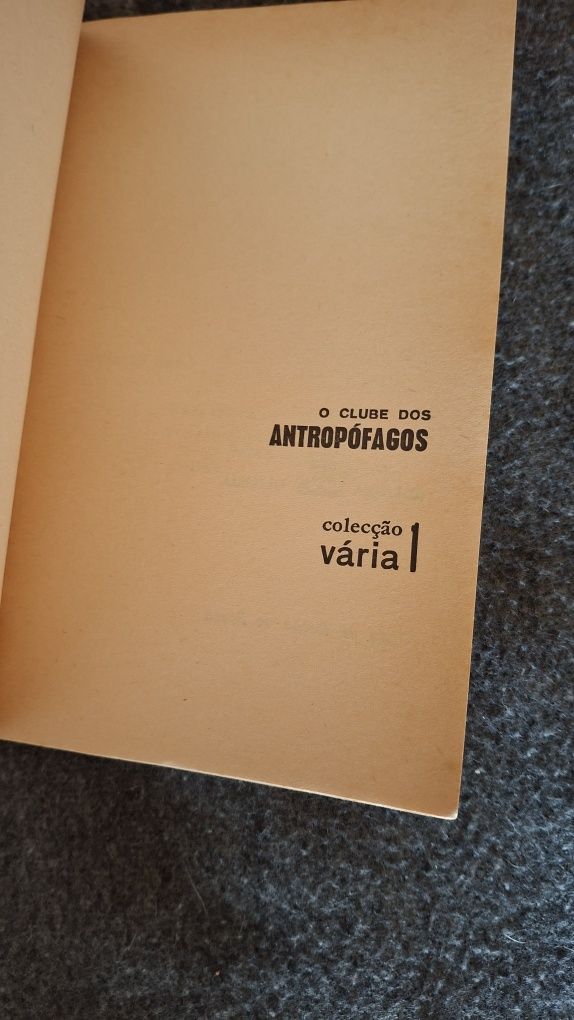 O CLUBE DOS
ANTROPÓFAGOS
colecção
vária 1